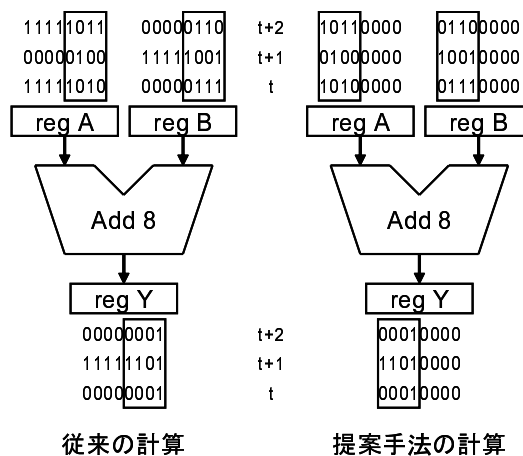 11111011 00000110 t+2 10110000 01100000
00000100 11111001 t+1 01000000 10010000
11111010 00000111 t 10100000 01110000
reg A reg B reg A reg B
Add 8 Add 8
reg Y reg Y
00000001 t+2 00010000
11111101 t+1 11010000
00000001 t 00010000
従来の計算 提案手法の計算